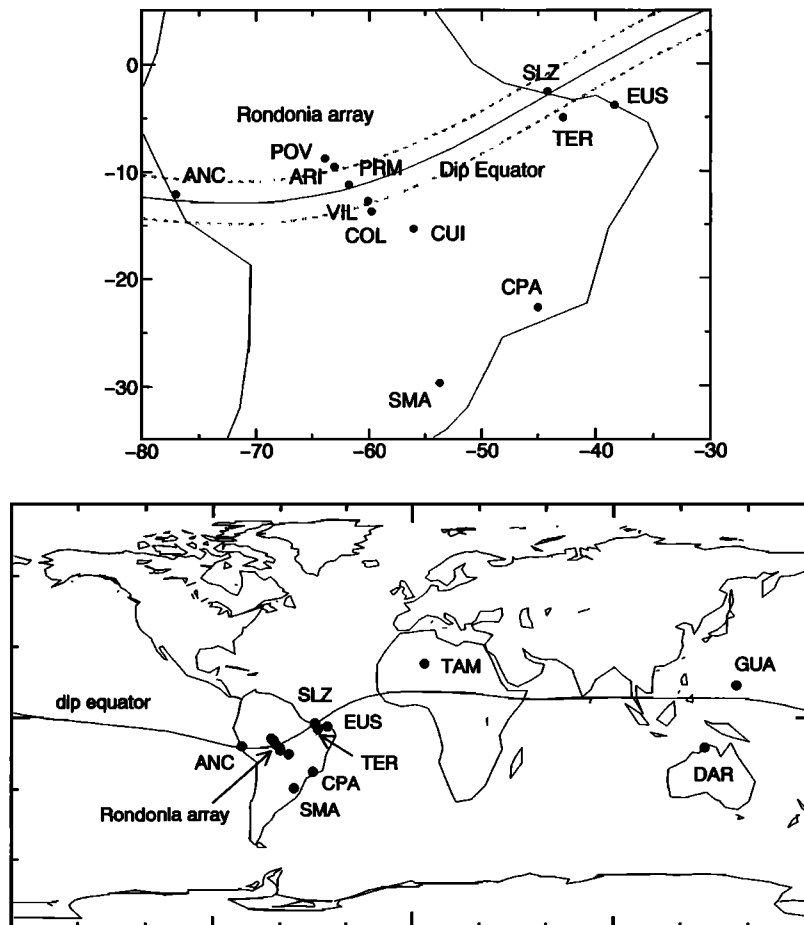 0
SLZ
EUS
Rondonia array
TER
POV
-10
ANC
ARI
PRM
Dip Equator
VIL
COL
CUI
-20
CPA
-30
SMA
-80
-70
-60
-50
-40
-30
TAM
GUA
dip equator
SLZ
EUS
ANC
TER
DAR
CPA
Rondonia array
SMA